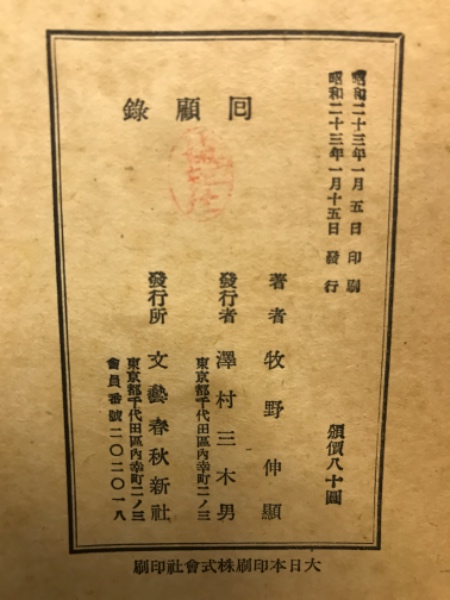 昭和二十三年一月五日印刷
昭和二十三年一月十五日發行
頒價八十圓
回顧錄
著者 牧野伸顯
發行者 澤村三木男
東京都千代田區內幸町二ノ三
發行所 文藝春秋新社
東京都千代田區內幸町二ノ三
會員番號二〇二〇一八
大日本印刷株式會社印刷